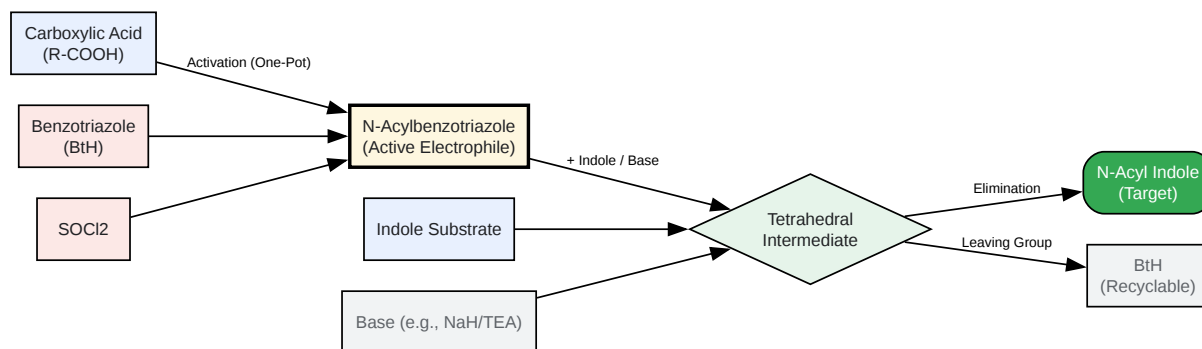 Carboxylic Acid
(R-COOH)
Activation (One-Pot)
Benzotriazole
(BtH)
SOCl2
N-Acylbenzotriazole
(Active Electrophile)
+ Indole / Base
Indole Substrate
Base (e.g., NaH/TEA)
Tetrahedral
Intermediate
Elimination
N-Acyl Indole
(Target)
Leaving Group
BtH
(Recyclable)